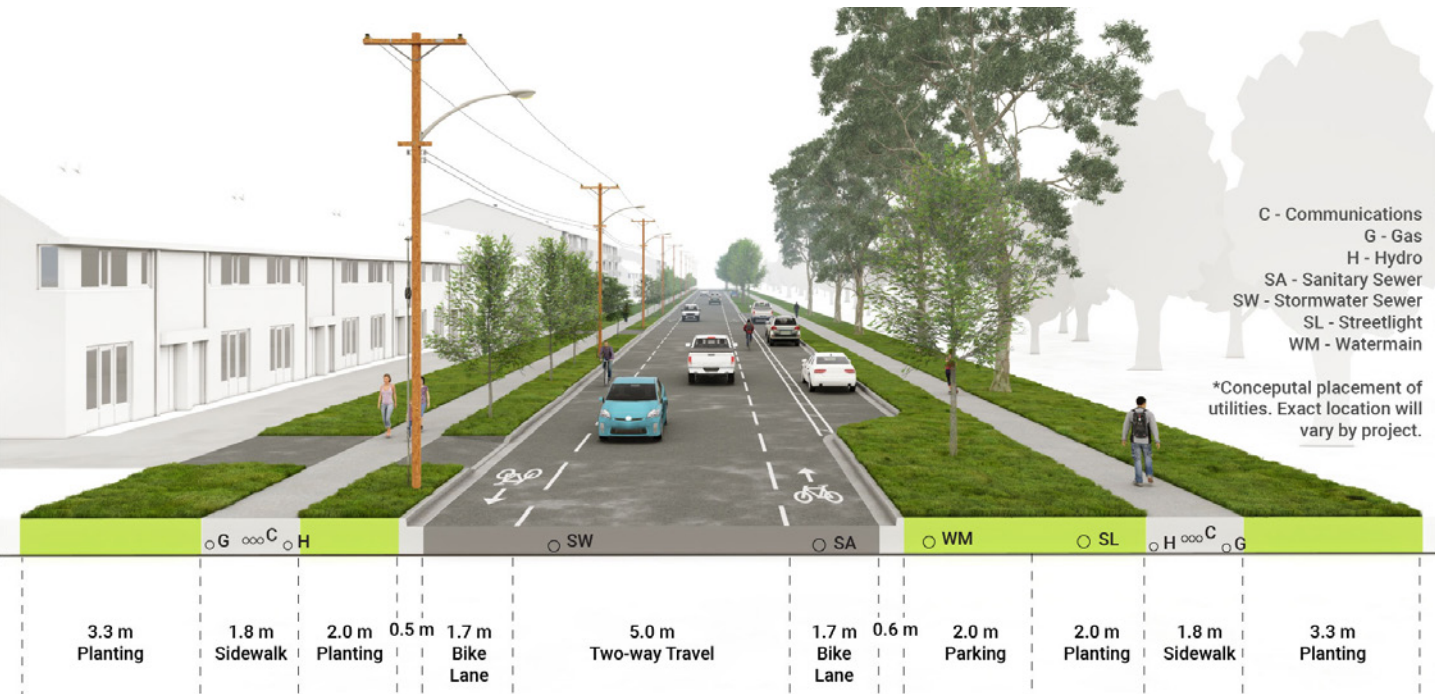 C - Communications
G - Gas
H - Hydro
SA - Sanitary Sewer
SW - Stormwater Sewer
SL - Streetlight
WM - Watermain
*Conceputal placement of
utilities. Exact location will
vary by project.
G C H
SW
SA
WM
SL
H C G
3.3 m
Planting
1.8 m
Sidewalk
2.0 m
Planting
0.5 m
1.7 m
Bike
Lane
5.0 m
Two-way Travel
1.7 m
Bike
Lane
0.6 m
2.0 m
Parking
2.0 m
Planting
1.8 m
Sidewalk
3.3 m
Planting